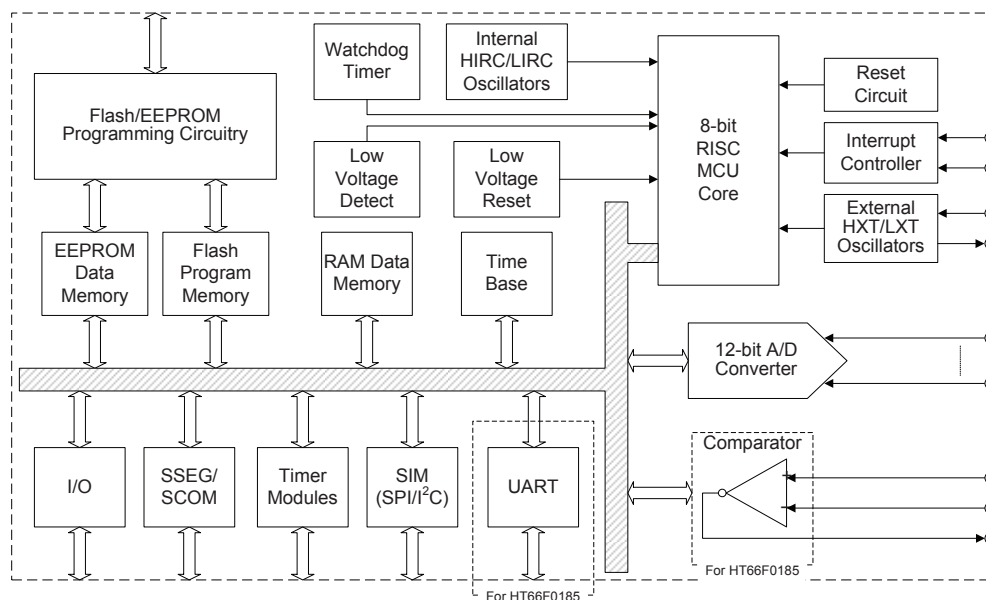 Watchdog
Timer
Internal
HIRC/LIRC
Oscillators
Flash/EEPROM
Programming Circuitry
8-bit
RISC
MCU
Core
Reset
Circuit
Low
Voltage
Detect
Low
Voltage
Reset
Interrupt
Controller
External
HXT/LXT
Oscillators
EEPROM
Data
Memory
Flash
Program
Memory
RAM Data
Memory
Time
Base
12-bit A/D
Converter
Comparator
I/O
SSEG/
SCOM
Timer
Modules
SIM
(SPI/I²C)
UART
For HT66F0185
For HT66F0185